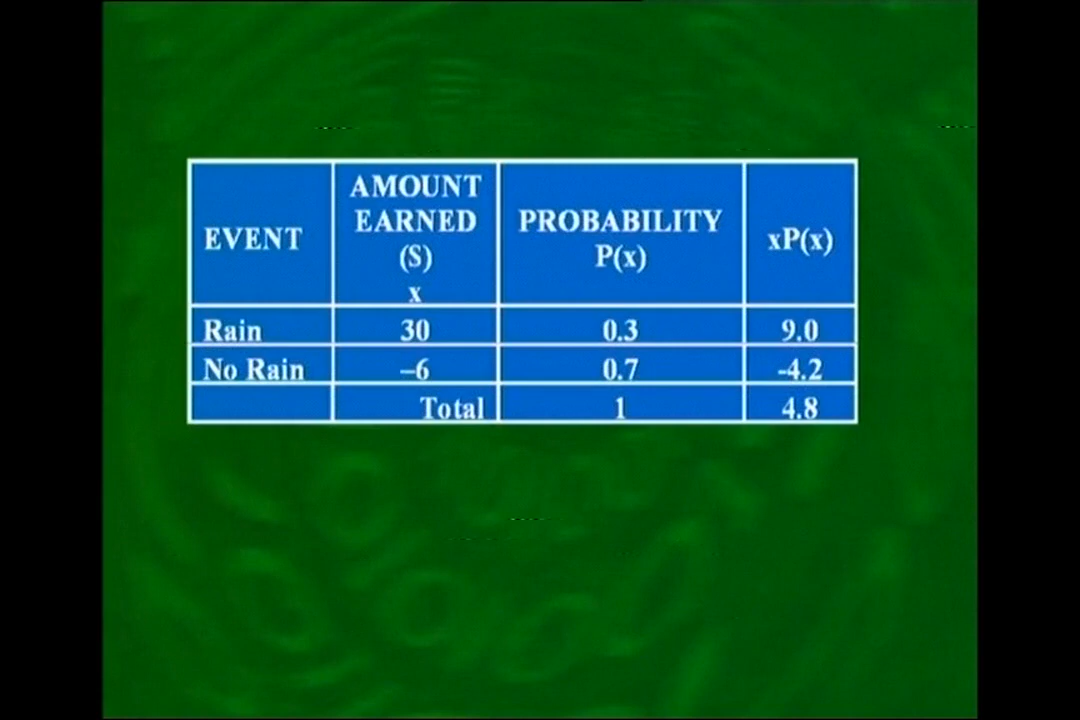 EVENT AMOUNT EARNED ($) x PROBABILITY P(x) xP(x)
Rain 30 0.3 9.0
No Rain –6 0.7 -4.2
Total 1 4.8